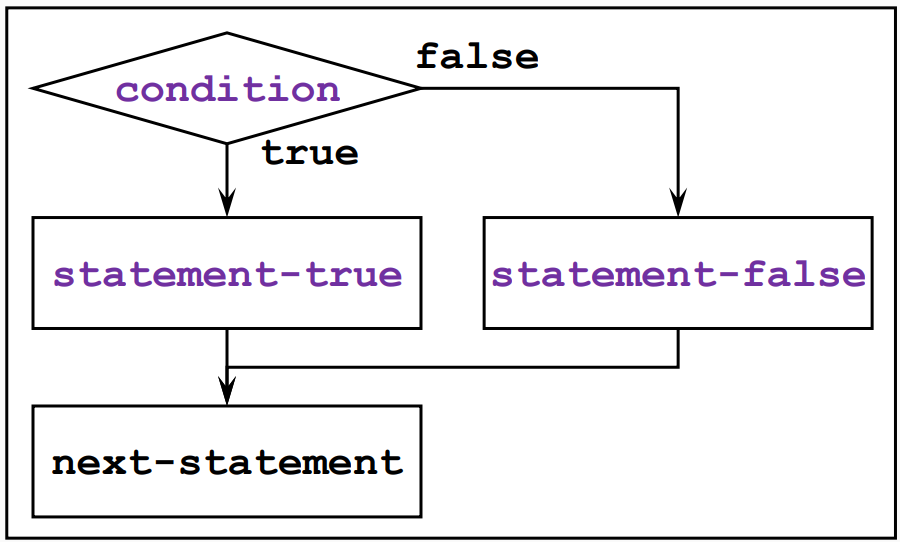 false
condition
true
statement-true
statement-false
next-statement